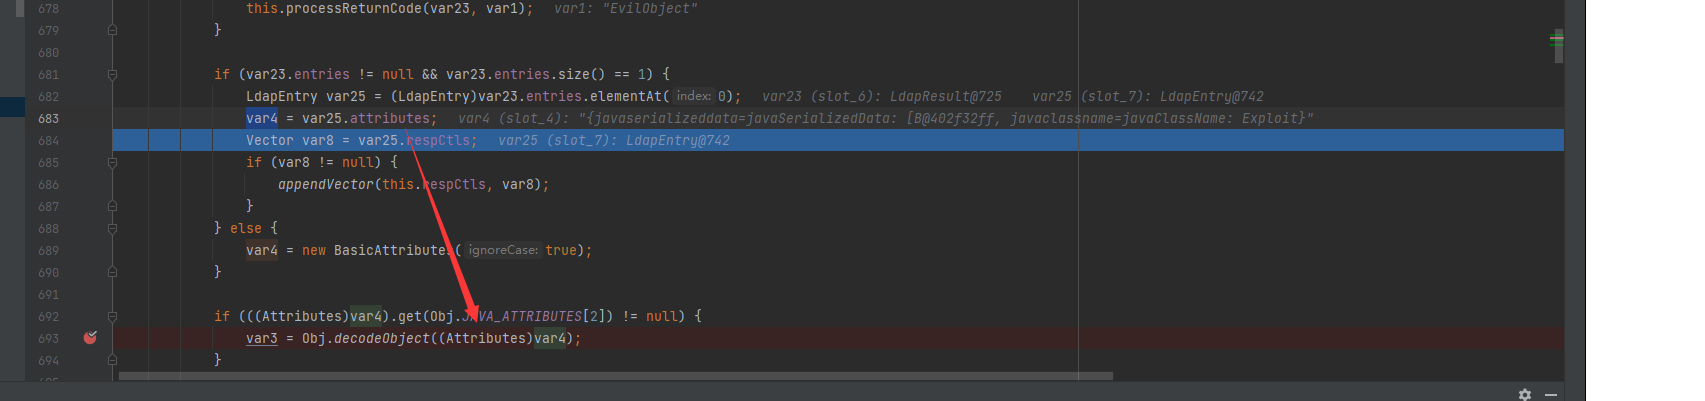 678 this.processReturnCode(var23, var1); var1: "EvilObject"
679 }
680
681 if (var23.entries != null && var23.entries.size() == 1) {
682 LdapEntry var25 = (LdapEntry)var23.entries.elementAt( index: 0); var23 (slot_6): LdapResult@725 var25 (slot_7): LdapEntry@742
683 var4 = var25.attributes; var4 (slot_4): "{javaserializeddata=javaSerializedData: [B@402f32ff, javaclassname=javaClassName: Exploit}"
684 Vector var8 = var25.respCtls; var25 (slot_7): LdapEntry@742
685 if (var8 != null) {
686 appendVector(this.respCtls, var8);
687 }
688 } else {
689 var4 = new BasicAttributes( ignoreCase: true);
690 }
691
692 if (((Attributes)var4).get(Obj.JAVA_ATTRIBUTES[2]) != null) {
693 var3 = Obj.decodeObject((Attributes)var4);
694 }